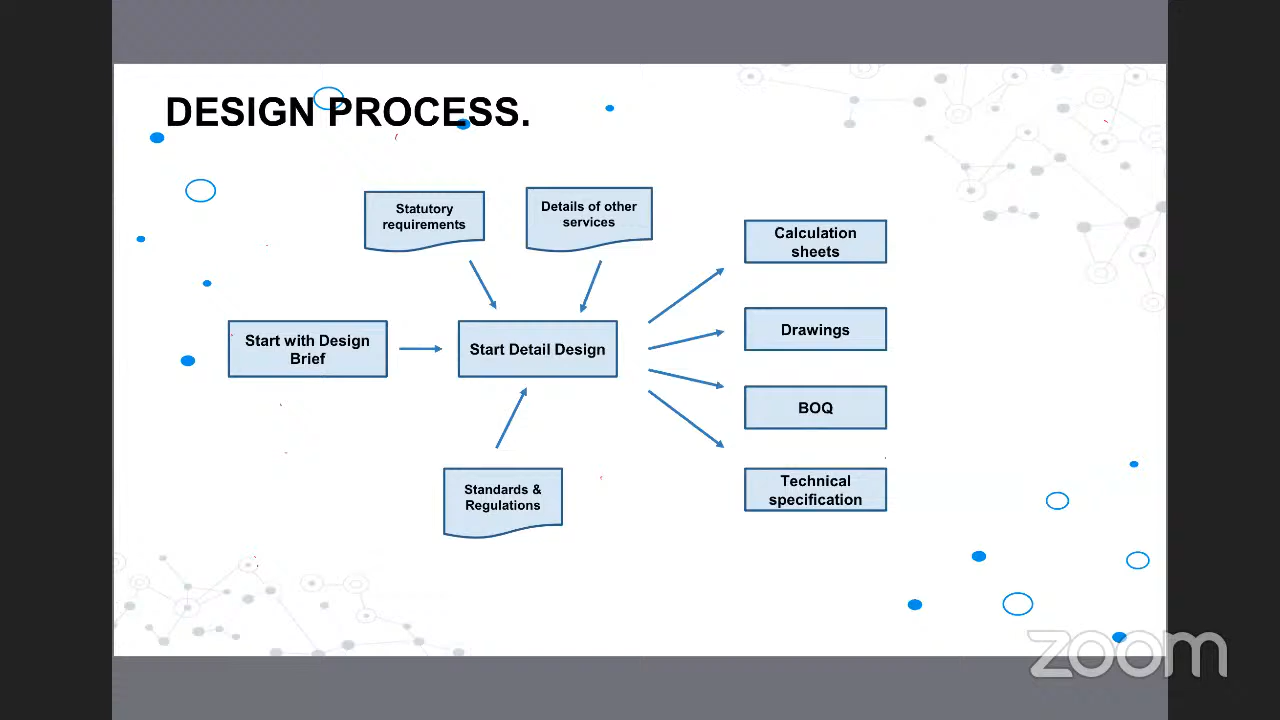 DESIGN PROCESS.
Statutory
requirements
Details of other
services
Calculation
sheets
Start with Design
Brief
Start Detail Design
Drawings
BOQ
Standards &
Regulations
Technical
specification
zoom